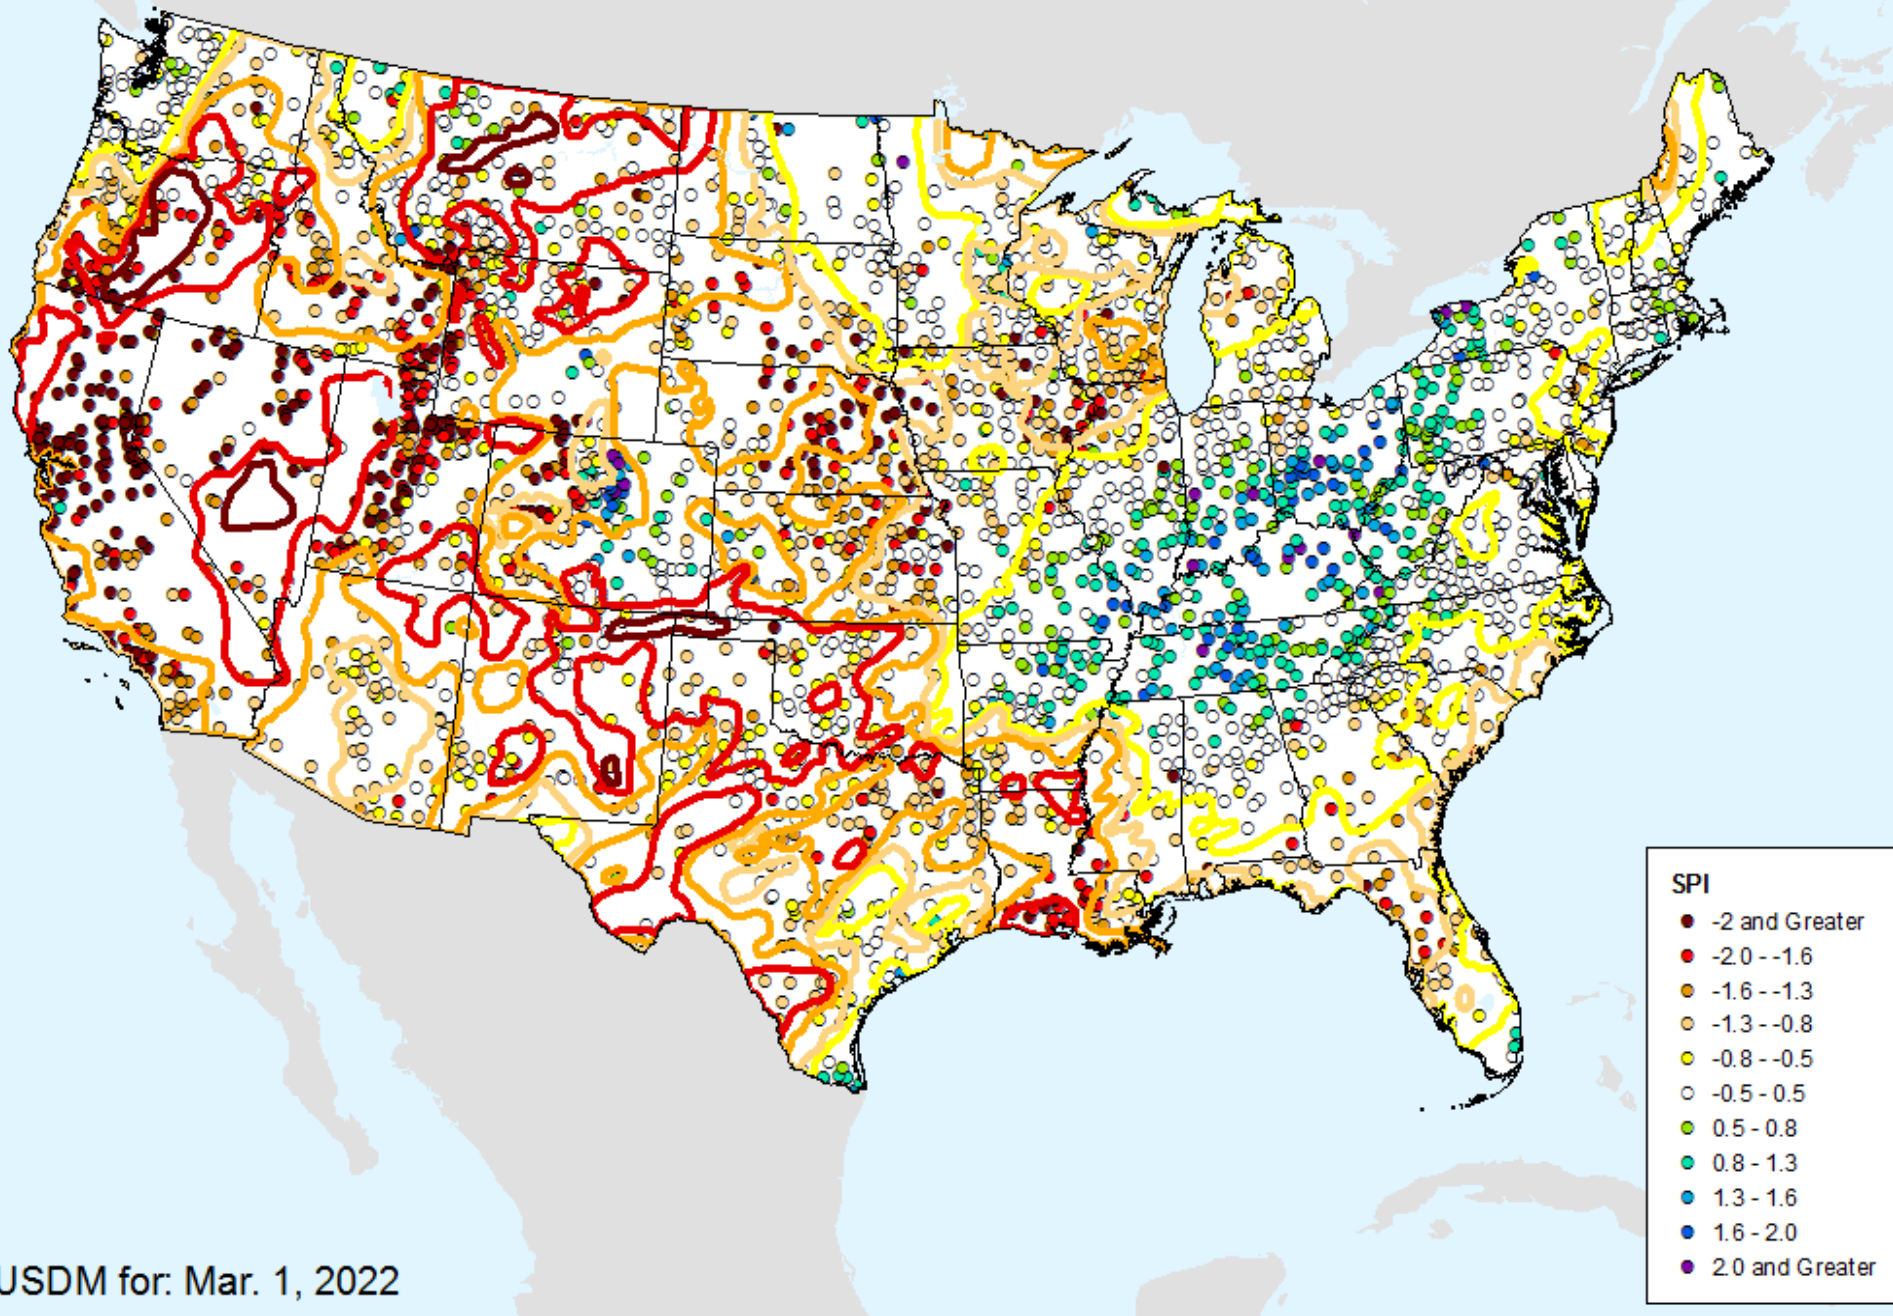 SPI
-2 and Greater
-2.0 - -1.6
-1.6 - -1.3
-1.3 - -0.8
-0.8 - -0.5
-0.5 - 0.5
0.5 - 0.8
0.8 - 1.3
1.3 - 1.6
1.6 - 2.0
2.0 and Greater
USDM for: Mar. 1, 2022